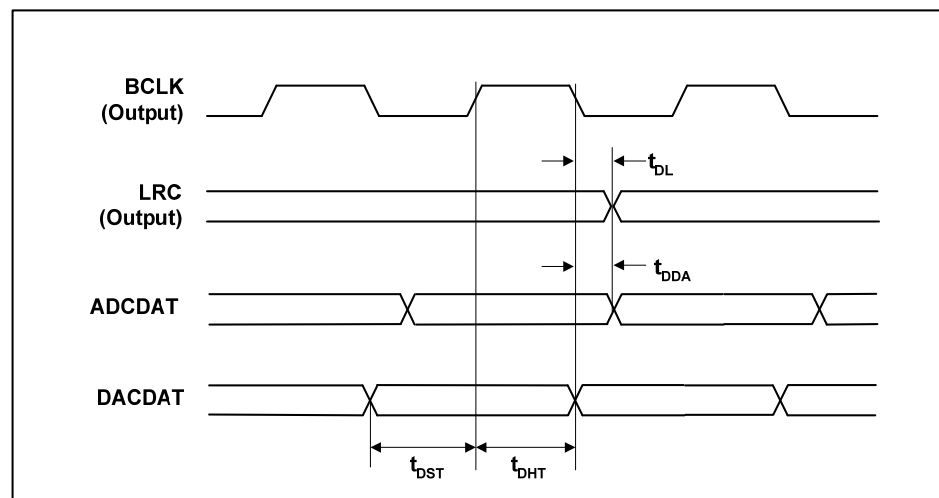 BCLK
(Output)
tDL
LRC
(Output)
tDDA
ADCDAT
DACDAT
tDST
tDHT